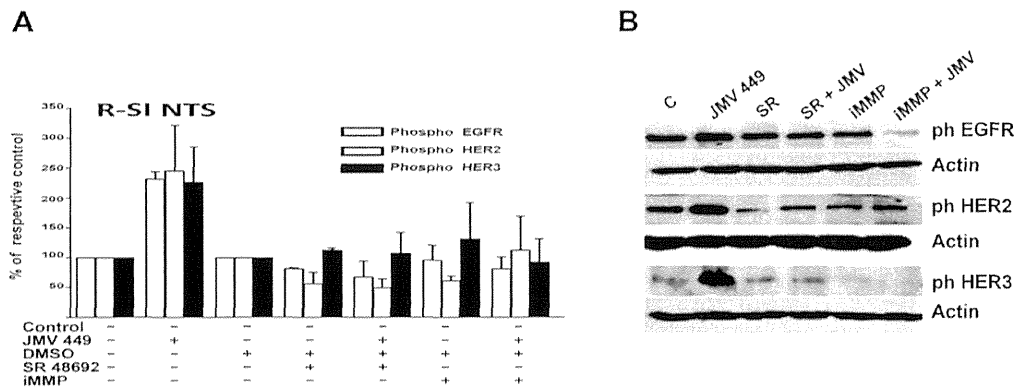 A
R-SI NTS
% of respevtive control
350
300
250
200
150
100
50
Phospho EGFR
Phospho HER2
Phospho HER3
Control – – – – – – –
JMV 449 – + – – + – +
DMSO – – + + + + +
SR 48692 – – – + + – –
iMMP – – – – – + +
B
C JMV 449 SR SR + JMV iMMP iMMP + JMV
ph EGFR
Actin
ph HER2
Actin
ph HER3
Actin